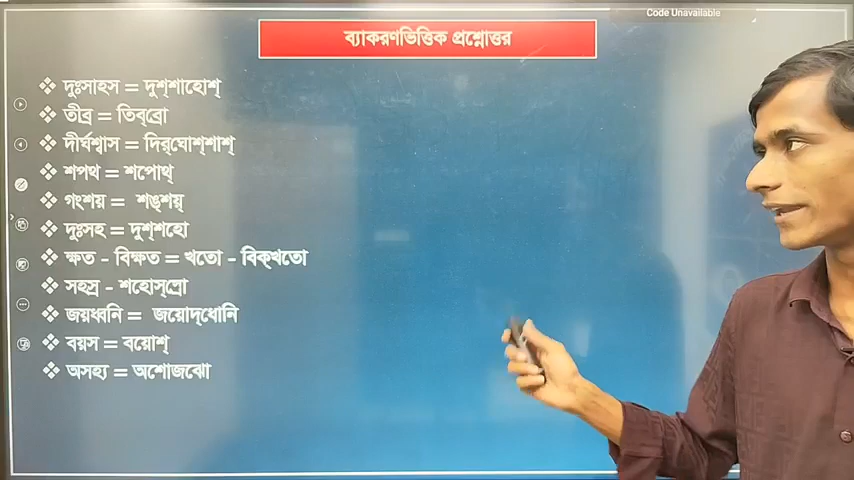 Code Unavailable
ব্যাকরণভিত্তিক প্রশ্নোত্তর
❖ দুঃসাহস = দুশ্শাহোশ্
❖ তীব্র = তিব্ব্রো
❖ দীর্ঘশ্বাস = দির্ঘোশ্শাশ্
❖ শপথ = শপোথ্
❖ গংশয় = শঙ্শয়্
❖ দুঃসহ = দুশ্শহো
❖ ক্ষত - বিক্ষত = খতো - বিক্খতো
❖ সহস্র - শহোস্স্রো
❖ জয়ধ্বনি = জয়োদ্ধোনি
❖ বয়স = বয়োশ্
❖ অসহ্য = অশোজঝো